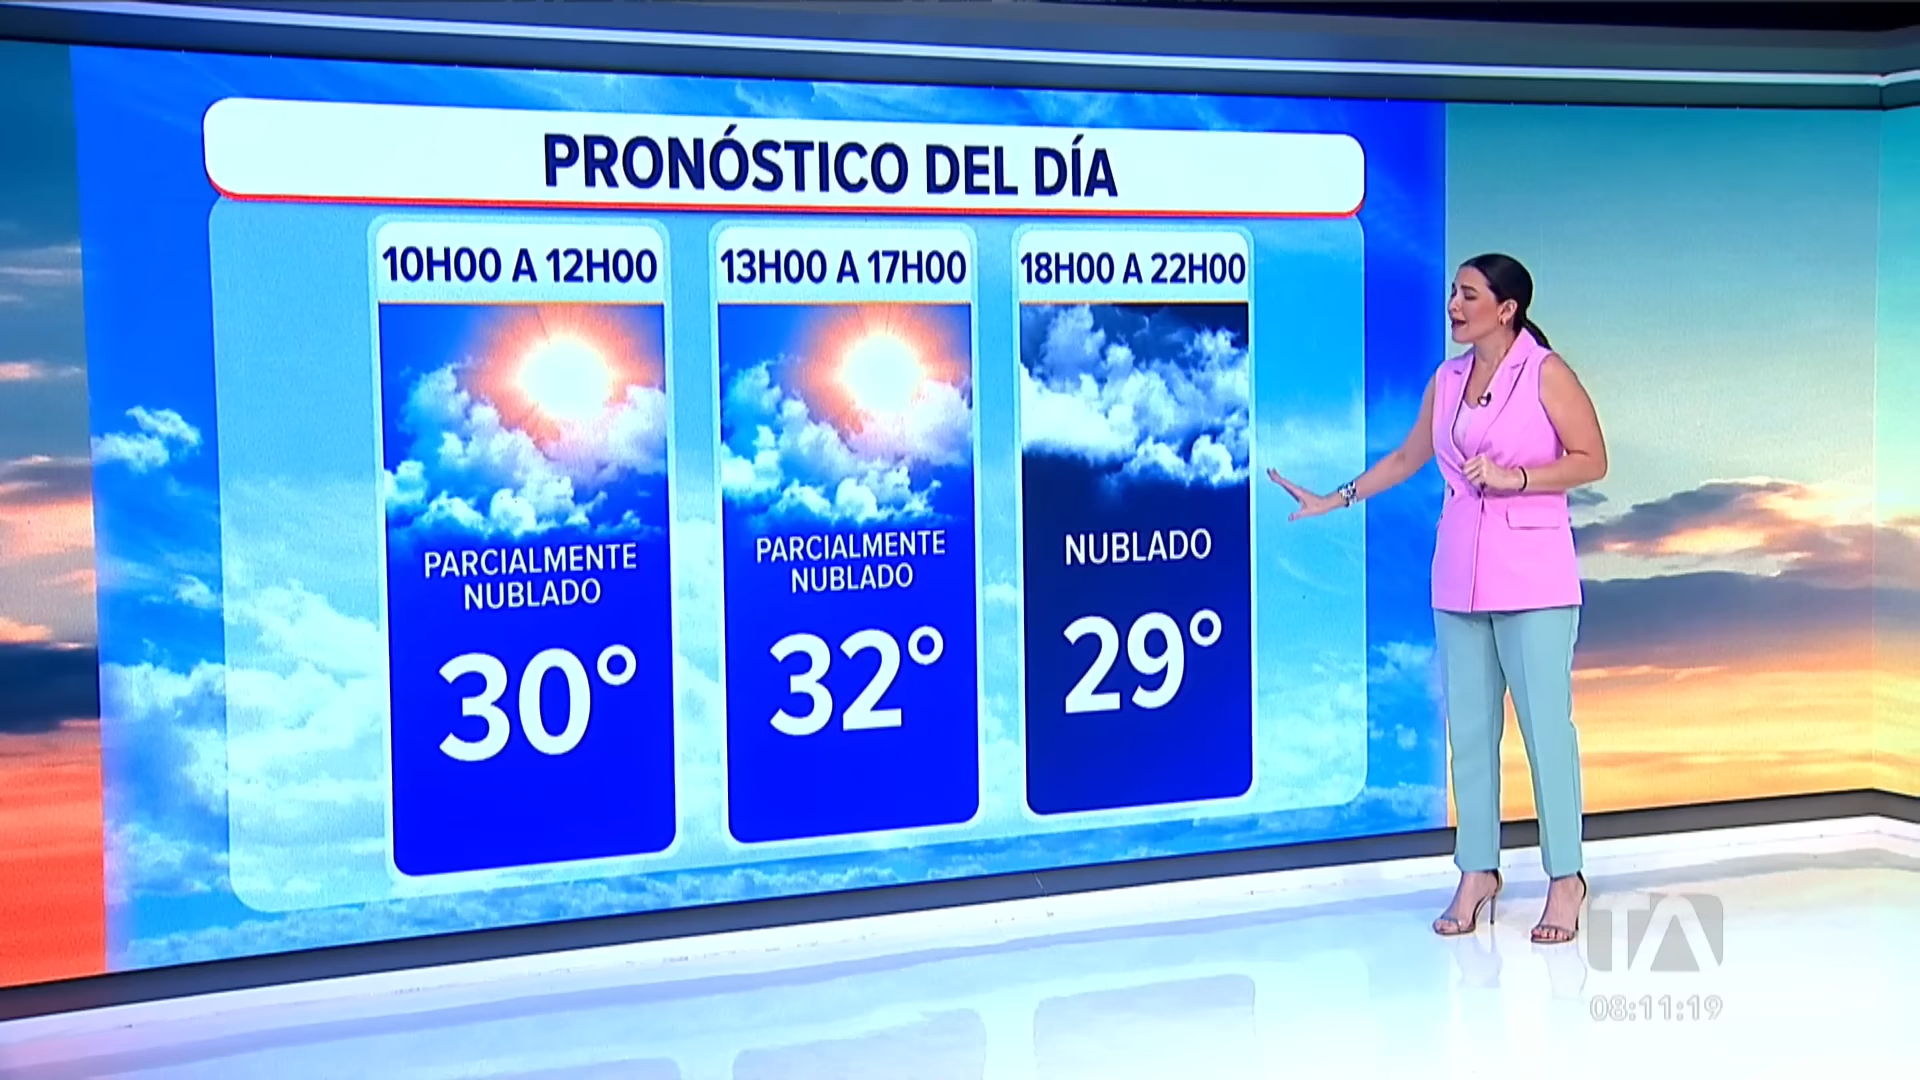 PRONÓSTICO DEL DÍA
10H00 A 12H00
PARCIALMENTE
NUBLADO
30°
13H00 A 17H00
PARCIALMENTE
NUBLADO
32°
18H00 A 22H00
NUBLADO
29°
TA
08:11:19